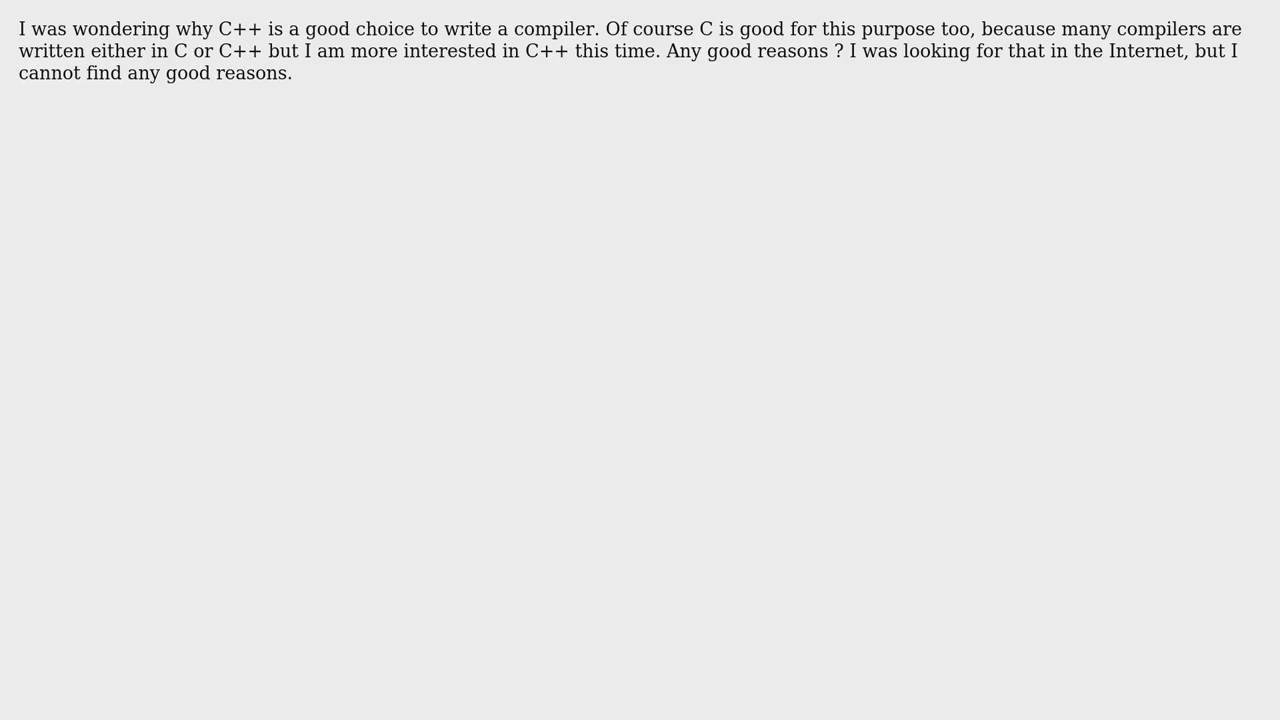 I was wondering why C++ is a good choice to write a compiler. Of course C is good for this purpose too, because many compilers are
written either in C or C++ but I am more interested in C++ this time. Any good reasons ? I was looking for that in the Internet, but I
cannot find any good reasons.